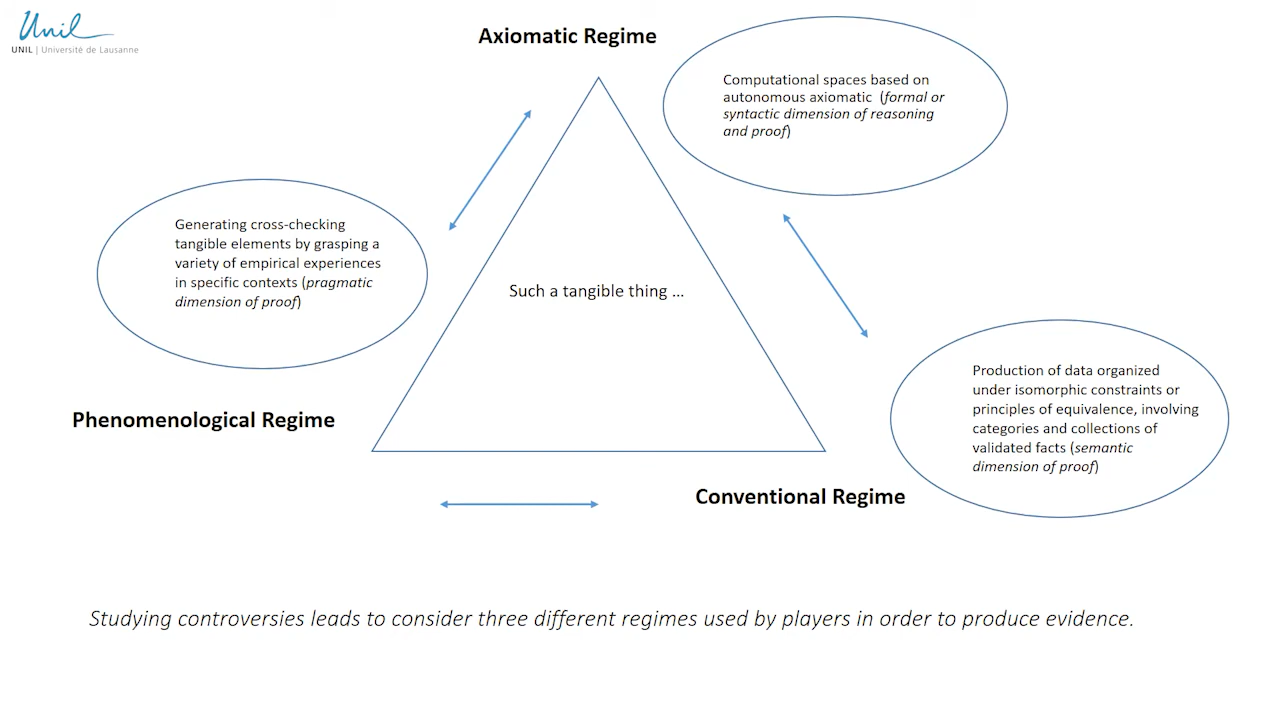 Unil
UNIL | Université de Lausanne
Axiomatic Regime
Computational spaces based on
autonomous axiomatic (formal or
syntactic dimension of reasoning
and proof)
Generating cross-checking
tangible elements by grasping a
variety of empirical experiences
in specific contexts (pragmatic
dimension of proof)
Such a tangible thing ...
Phenomenological Regime
Production of data organized
under isomorphic constraints or
principles of equivalence, involving
categories and collections of
validated facts (semantic
dimension of proof)
Conventional Regime
Studying controversies leads to consider three different regimes used by players in order to produce evidence.